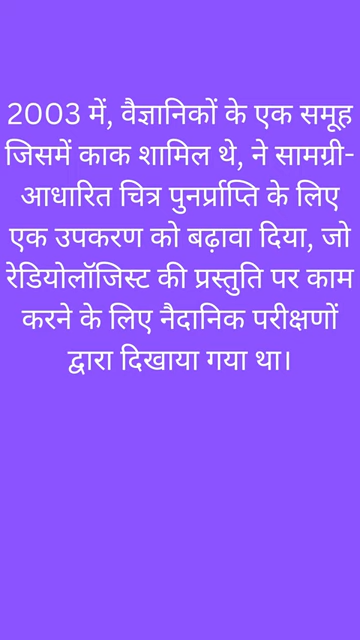 2003 में, वैज्ञानिकों के एक समूह
जिसमें काक शामिल थे, ने सामग्री-
आधारित चित्र पुनर्प्राप्ति के लिए
एक उपकरण को बढ़ावा दिया, जो
रेडियोलॉजिस्ट की प्रस्तुति पर काम
करने के लिए नैदानिक परीक्षणों
द्वारा दिखाया गया था।